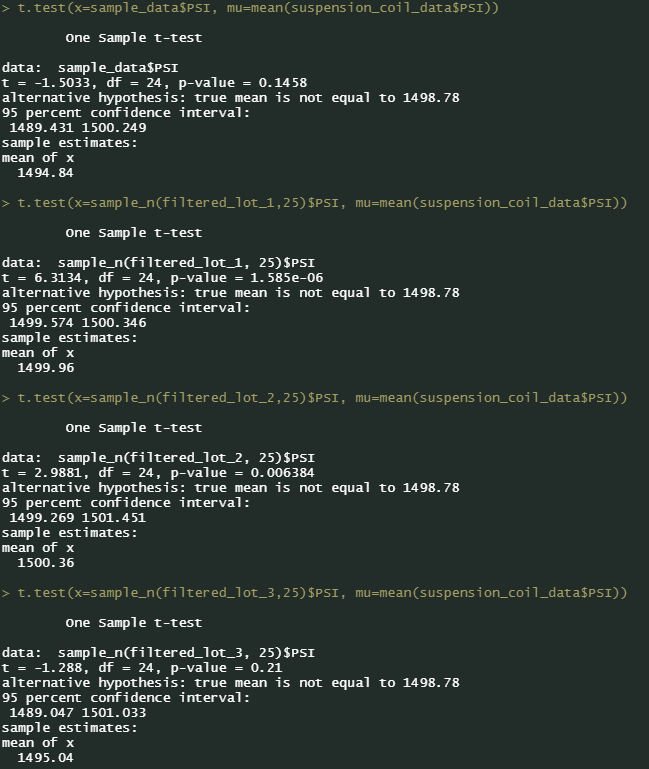 > t.test(x=sample_data$PSI, mu=mean(suspension_coil_data$PSI))
One Sample t-test
data:  sample_data$PSI
t = -1.5033, df = 24, p-value = 0.1458
alternative hypothesis: true mean is not equal to 1498.78
95 percent confidence interval:
1489.431 1500.249
sample estimates:
mean of x
1494.84
> t.test(x=sample_n(filtered_lot_1,25)$PSI, mu=mean(suspension_coil_data$PSI))
One Sample t-test
data:  sample_n(filtered_lot_1, 25)$PSI
t = 6.3134, df = 24, p-value = 1.585e-06
alternative hypothesis: true mean is not equal to 1498.78
95 percent confidence interval:
1499.574 1500.346
sample estimates:
mean of x
1499.96
> t.test(x=sample_n(filtered_lot_2,25)$PSI, mu=mean(suspension_coil_data$PSI))
One Sample t-test
data:  sample_n(filtered_lot_2, 25)$PSI
t = 2.9881, df = 24, p-value = 0.006384
alternative hypothesis: true mean is not equal to 1498.78
95 percent confidence interval:
1499.269 1501.451
sample estimates:
mean of x
1500.36
> t.test(x=sample_n(filtered_lot_3,25)$PSI, mu=mean(suspension_coil_data$PSI))
One Sample t-test
data:  sample_n(filtered_lot_3, 25)$PSI
t = -1.288, df = 24, p-value = 0.21
alternative hypothesis: true mean is not equal to 1498.78
95 percent confidence interval:
1489.047 1501.033
sample estimates:
mean of x
1495.04